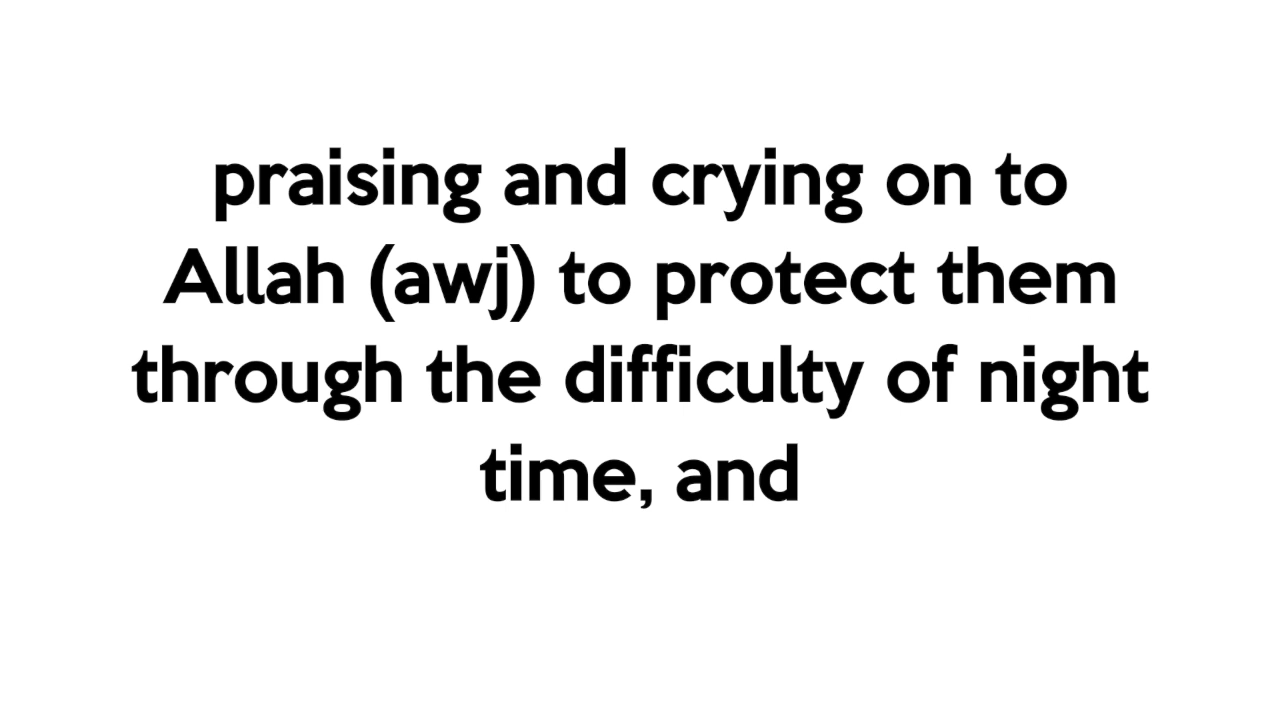 praising and crying on to
Allah (awj) to protect them
through the difficulty of night
time, and